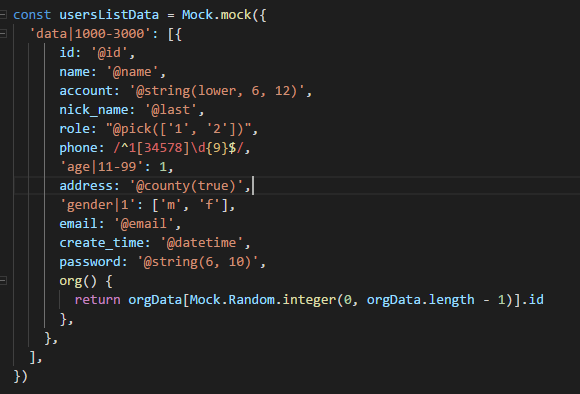 const usersListData = Mock.mock({
  'data|1000-3000': [{
      id: '@id',
      name: '@name',
      account: '@string(lower, 6, 12)',
      nick_name: '@last',
      role: "@pick(['1', '2'])",
      phone: /^1[34578]\d{9}$/,
      'age|11-99': 1,
      address: '@county(true)',
      'gender|1': ['m', 'f'],
      email: '@email',
      create_time: '@datetime',
      password: '@string(6, 10)',
      org() {
        return orgData[Mock.Random.integer(0, orgData.length - 1)].id
      },
    },
  ],
})